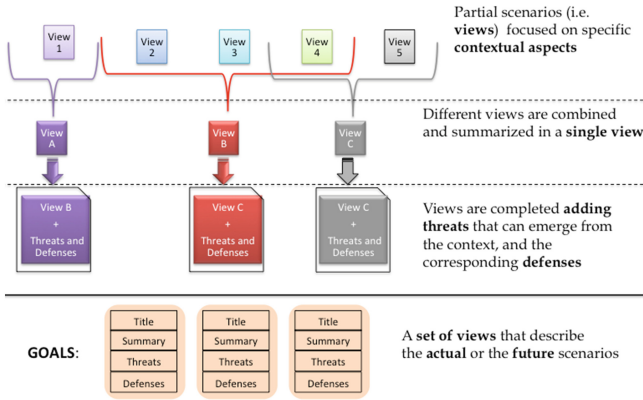 View
1
View
2
View
3
View
4
View
5
Partial scenarios (i.e.
views) focused on specific
contextual aspects
Different views are combined
and summarized in a single view
View
A
View
B
View
C
View B
+
Threats and
Defenses
View C
+
Threats and
Defenses
View C
+
Threats and
Defenses
Views are completed adding
threats that can emerge from
the context, and the
corresponding defenses
GOALS:
Title
Summary
Threats
Defenses
Title
Summary
Threats
Defenses
Title
Summary
Threats
Defenses
A set of views that describe
the actual or the future scenarios